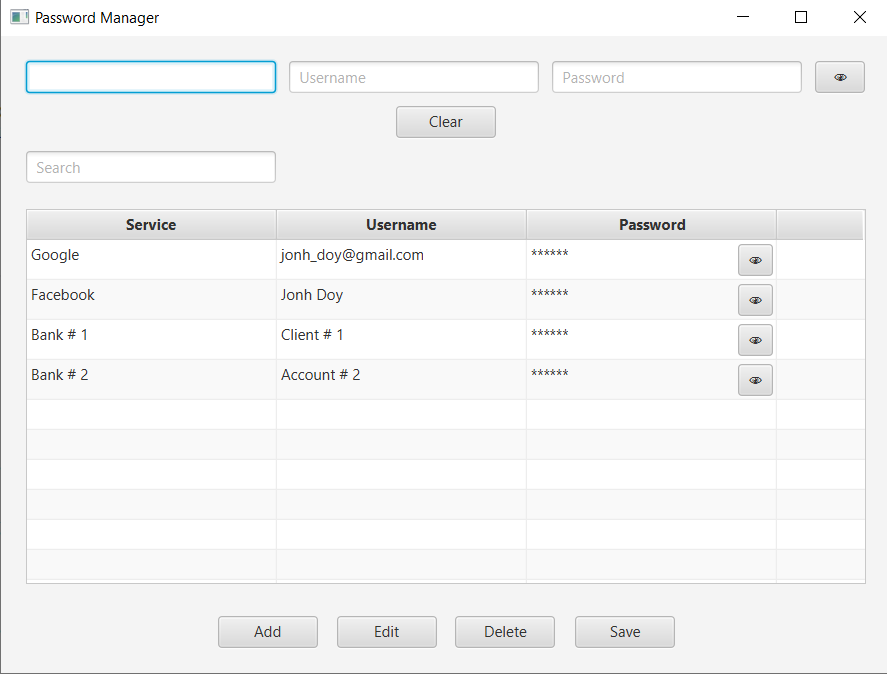 Password Manager
Username Password
Clear
Search
Service Username Password
Google jonh_doy@gmail.com ******
Facebook Jonh Doy ******
Bank # 1 Client # 1 ******
Bank # 2 Account # 2 ******
Add Edit Delete Save